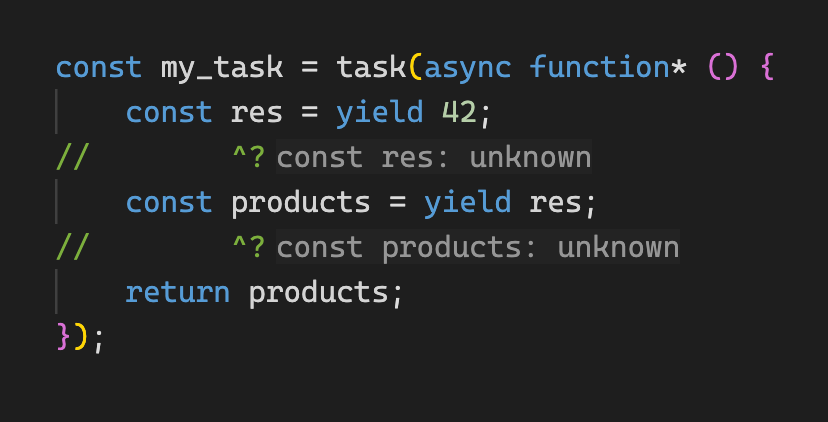 const my_task = task(async function* () {
const res = yield 42;
// ^? const res: unknown
const products = yield res;
// ^? const products: unknown
return products;
});